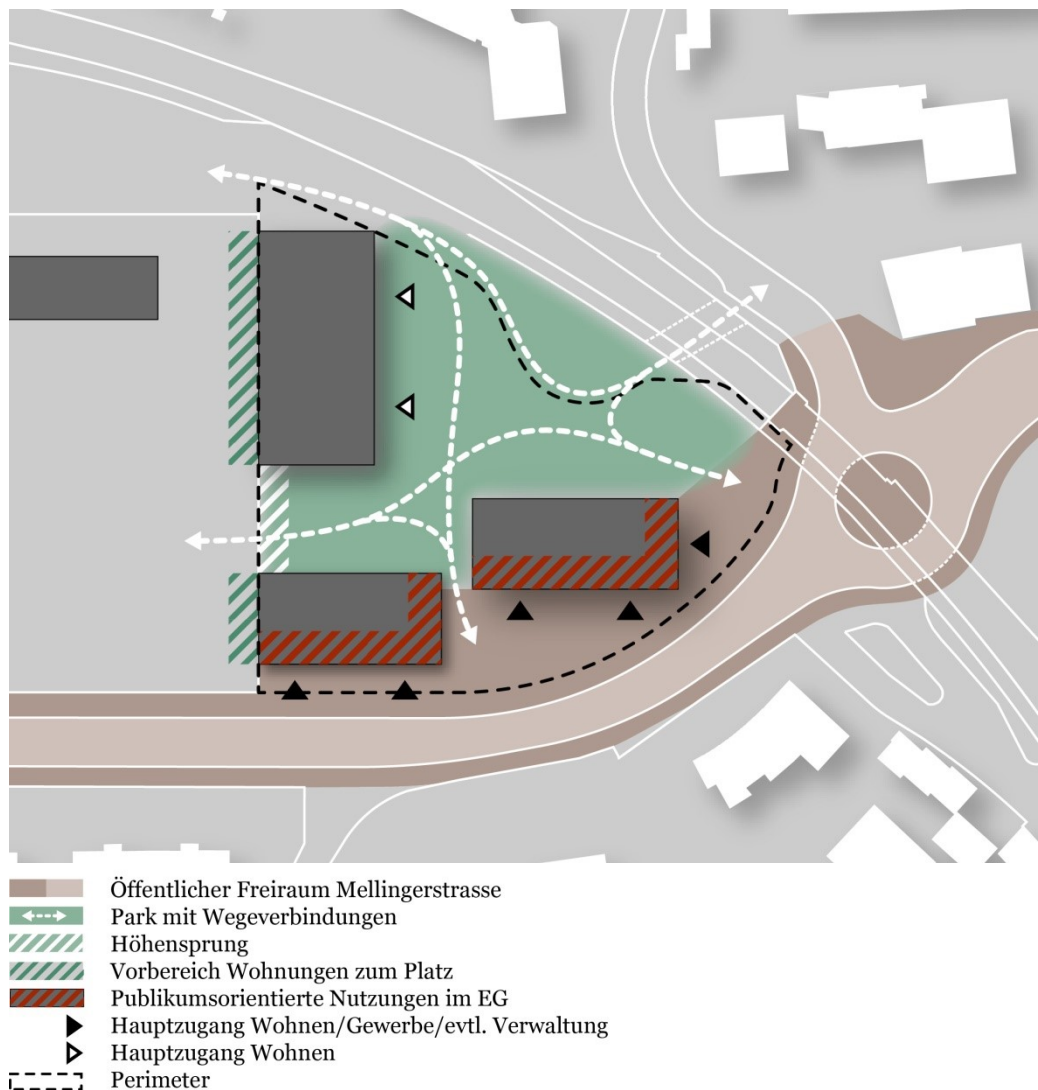 Öffentlicher Freiraum Mellingerstrasse
Park mit Wegeverbindungen
Höhensprung
Vorbereich Wohnungen zum Platz
Publikumsorientierte Nutzungen im EG
Hauptzugang Wohnen/Gewerbe/evtl. Verwaltung
Hauptzugang Wohnen
Perimeter